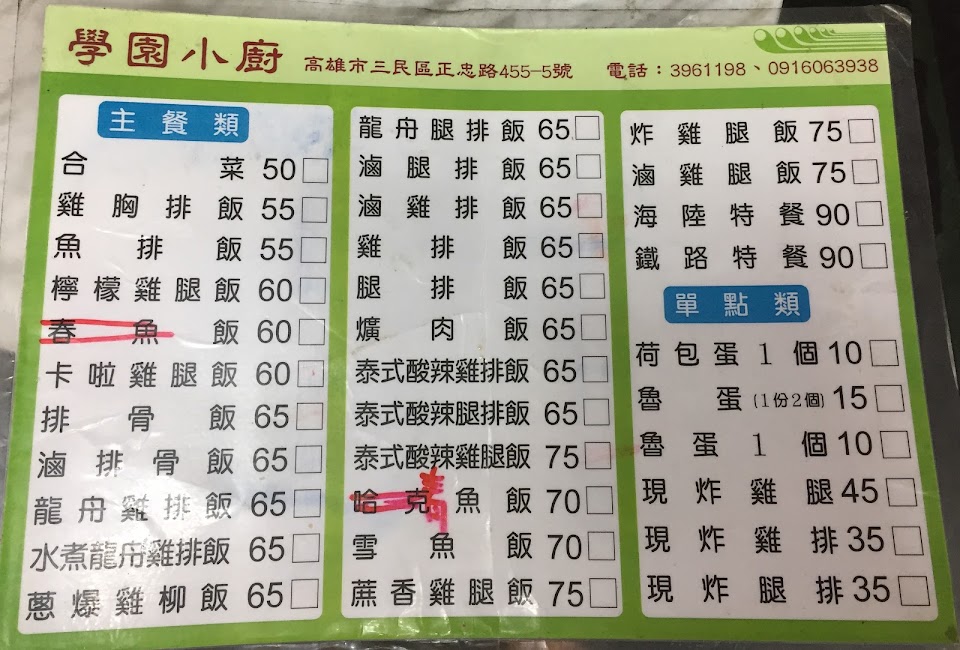 學園小廚 高雄市三民區正忠路455-5號 電話：3961198、0916063938
主餐類
合菜 50
雞胸排飯 55
魚排飯 55
檸檬雞腿飯 60
春魚飯 60
卡啦雞腿飯 60
排骨飯 65
滷排骨飯 65
龍舟雞排飯 65
水煮龍舟雞排飯 65
蔥爆雞柳飯 65
龍舟腿排飯 65
滷腿排飯 65
滷雞排飯 65
雞排飯 65
腿排飯 65
爌肉飯 65
泰式酸辣雞排飯 65
泰式酸辣腿排飯 65
泰式酸辣雞腿飯 75
哈克魚飯 70
雪魚飯 70
蔗香雞腿飯 75
炸雞腿飯 75
滷雞腿飯 75
海陸特餐 90
鐵路特餐 90
單點類
荷包蛋1個 10
魯蛋(1份2個) 15
魯蛋1個 10
現炸雞腿 45
現炸雞排 35
現炸腿排 35